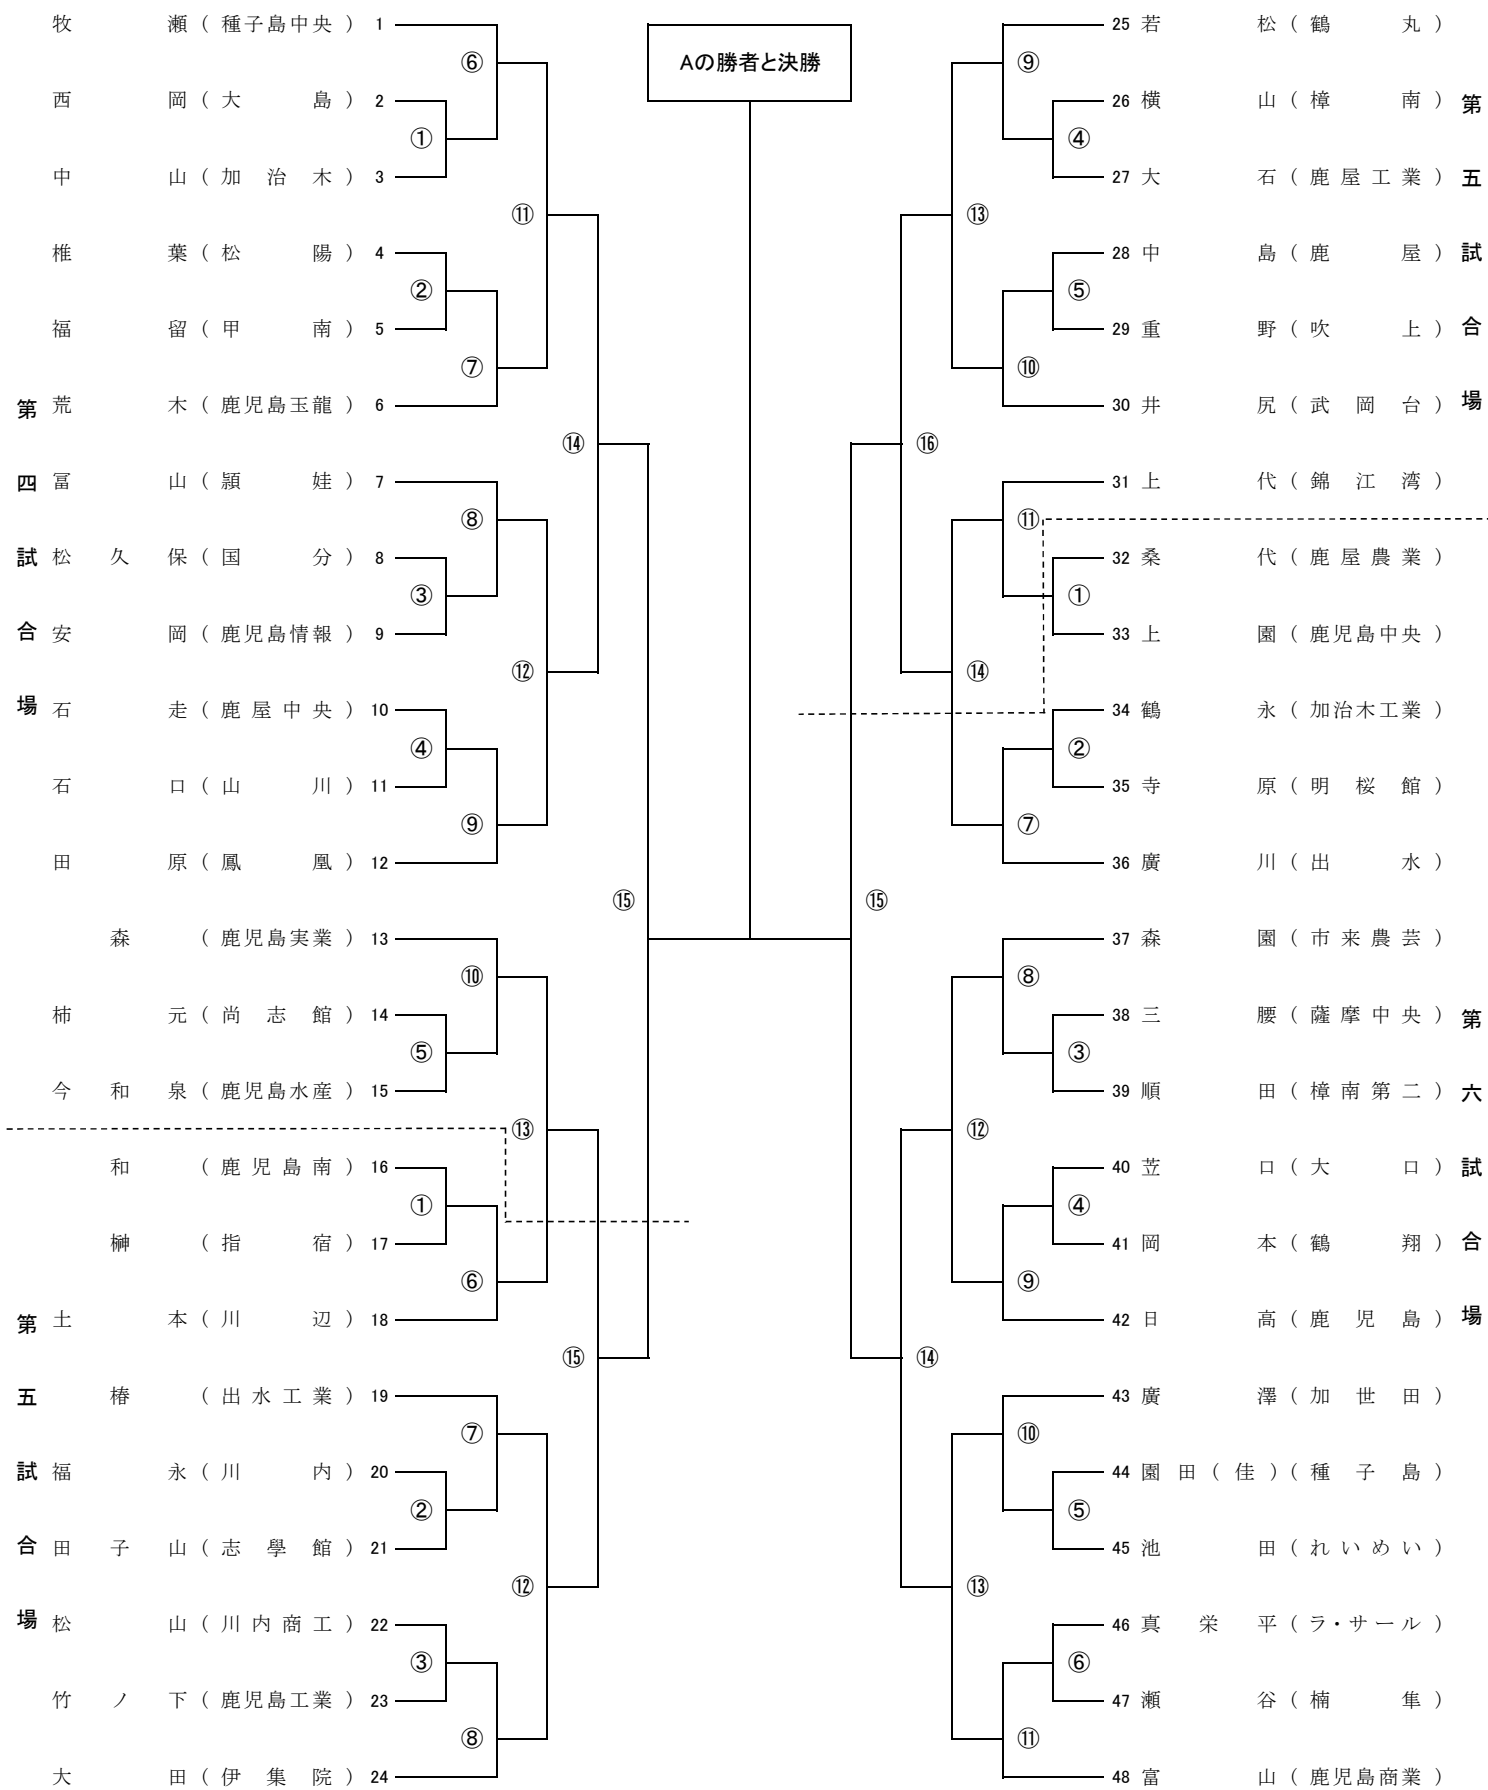 Aの勝者と決勝
牧瀬（種子島中央）1
⑥
西岡（大島）2
①
中山（加治木）3
⑪
椎葉（松陽）4
②
福留（甲南）5
⑦
荒木（鹿児島玉龍）6
⑭
冨山（頴娃）7
⑧
松久保（国分）8
③
安岡（鹿児島情報）9
⑫
石走（鹿屋中央）10
④
石口（山川）11
⑨
田原（鳳凰）12
⑮
森（鹿児島実業）13
⑩
柿元（尚志館）14
⑤
今和泉（鹿児島水産）15
⑬
第四試合場
和（鹿児島南）16
①
榊（指宿）17
⑥
土本（川辺）18
⑮
椿（出水工業）19
⑦
福永（川内）20
②
田子山（志學館）21
⑫
松山（川内商工）22
③
竹ノ下（鹿児島工業）23
⑧
大田（伊集院）24
第五試合場
25 若松（鶴丸）
⑨
26 横山（樟南）
④
27 大石（鹿屋工業）
⑬
28 中島（鹿屋）
⑤
29 重野（吹上）
⑩
30 井尻（武岡台）
⑯
31 上代（錦江湾）
⑪
第五試合場
32 桑代（鹿屋農業）
①
33 上園（鹿児島中央）
⑭
34 鶴永（加治木工業）
②
35 寺原（明桜館）
⑦
36 廣川（出水）
⑮
37 森園（市来農芸）
⑧
38 三腰（薩摩中央）
③
39 順田（樟南第二）
⑫
40 苙口（大口）
④
41 岡本（鶴翔）
⑨
42 日高（鹿児島）
⑭
43 廣澤（加世田）
⑩
44 園田（佳）（種子島）
⑤
45 池田（れいめい）
⑬
46 真栄平（ラ・サール）
⑥
47 瀬谷（楠隼）
⑪
48 富山（鹿児島商業）
第六試合場